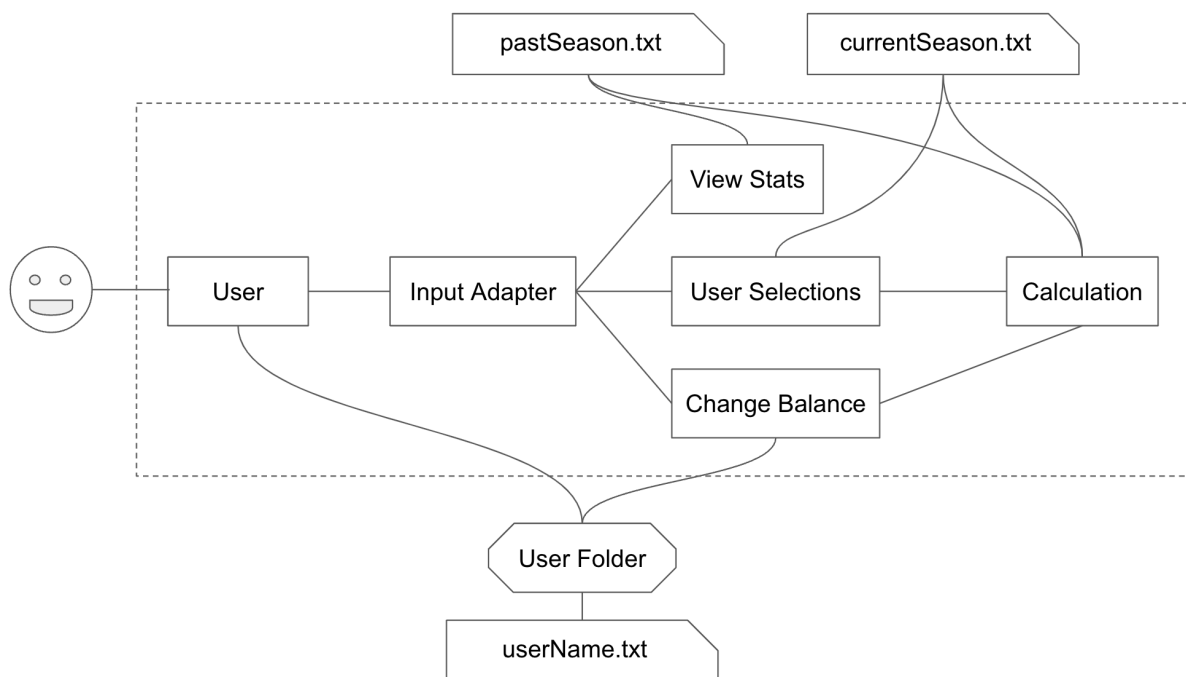 pastSeason.txt
currentSeason.txt
View Stats
User
Input Adapter
User Selections
Calculation
Change Balance
User Folder
userName.txt